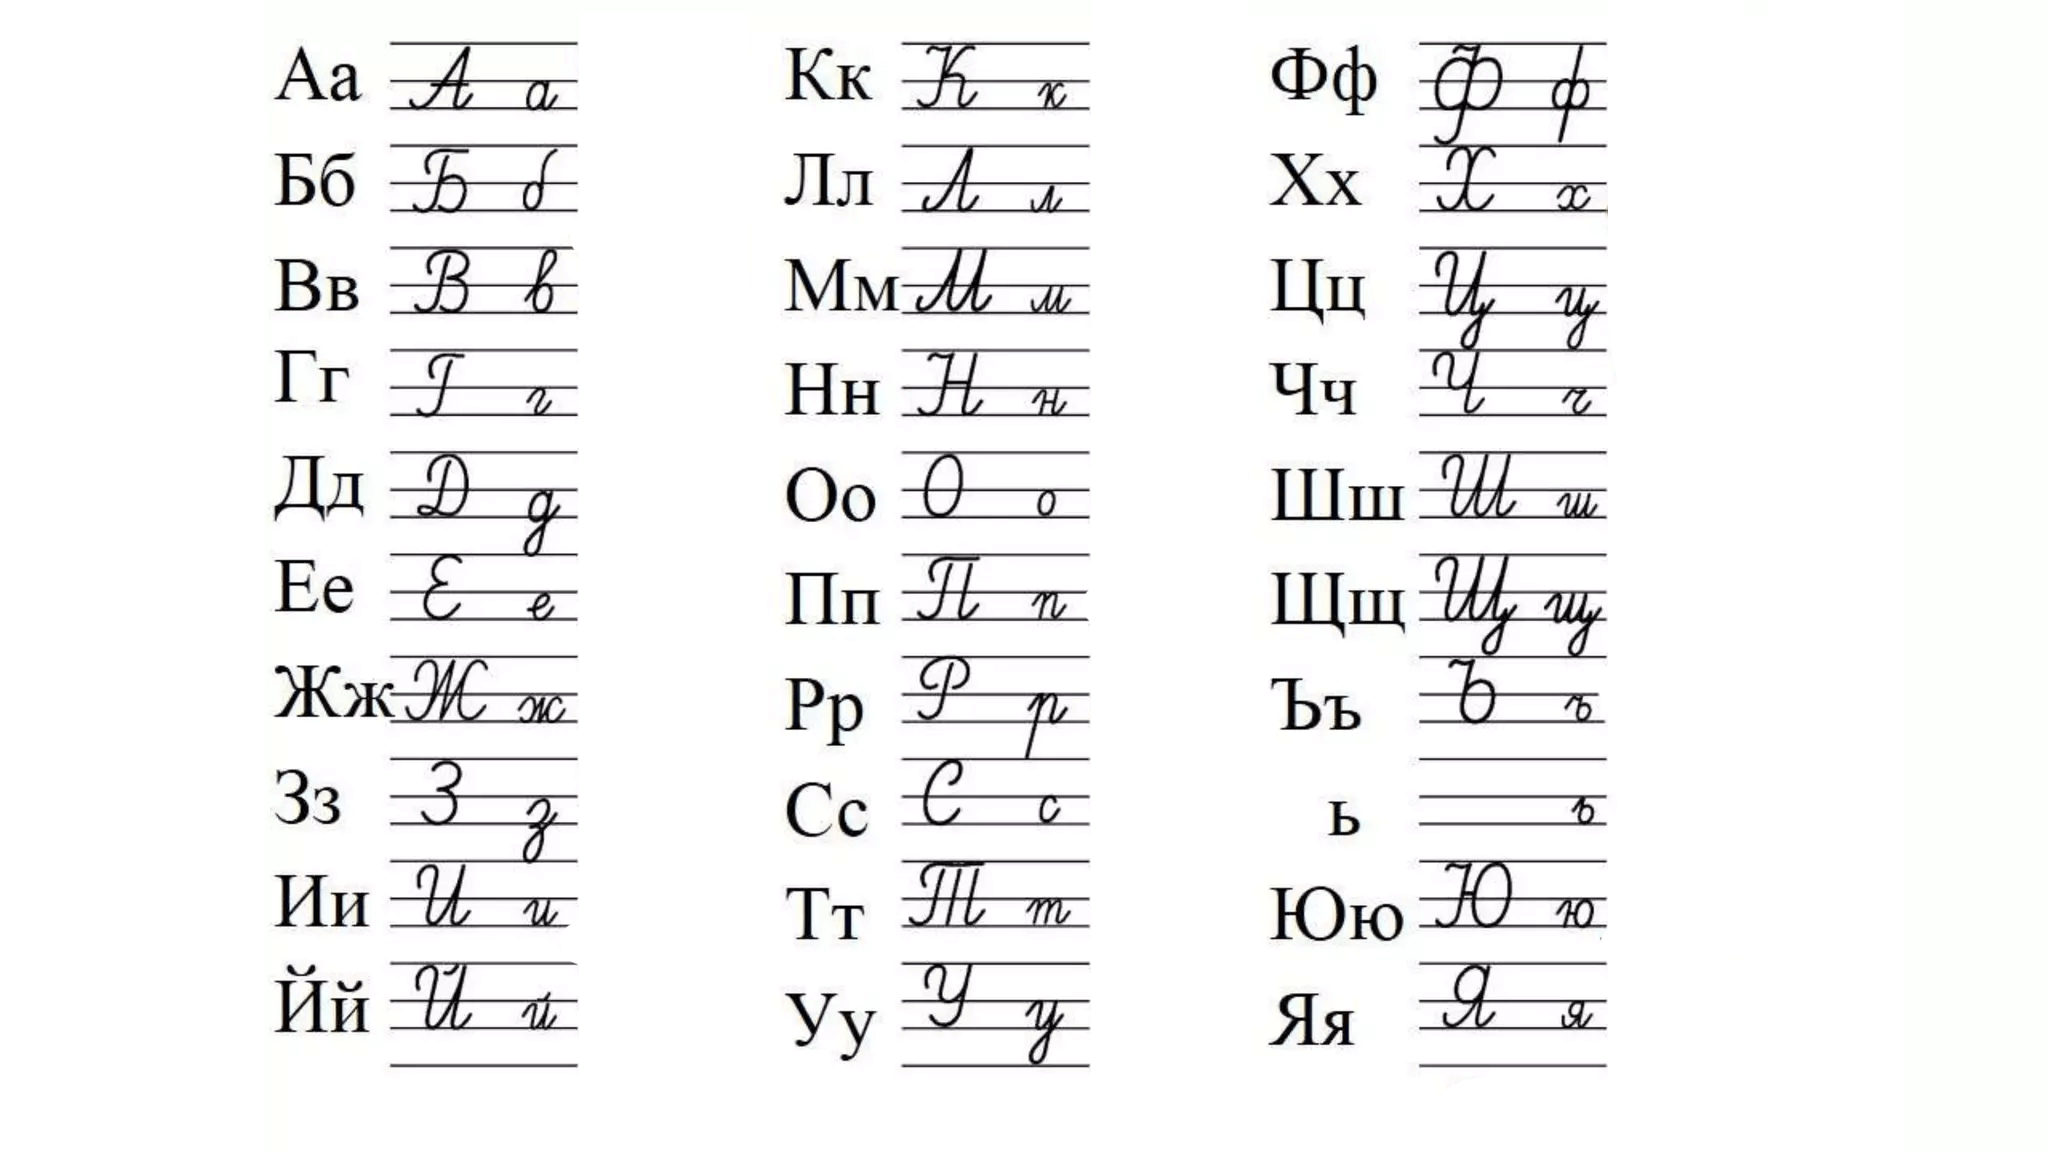 Аа А а
Бб Б б
Вв В в
Гг Г г
Дд Д д
Ее Е е
Жж Ж ж
Зз З з
Ии И и
Йй Й й
Кк К к
Лл Л л
Мм М м
Нн Н н
Оо О о
Пп П п
Рр Р р
Сс С с
Тт Т т
Уу У у
Фф Ф ф
Хх Х х
Цц Ц ц
Чч Ч ч
Шш Ш ш
Щщ Щ щ
Ъъ Ъ ъ
ь ь
Юю Ю ю
Яя Я я